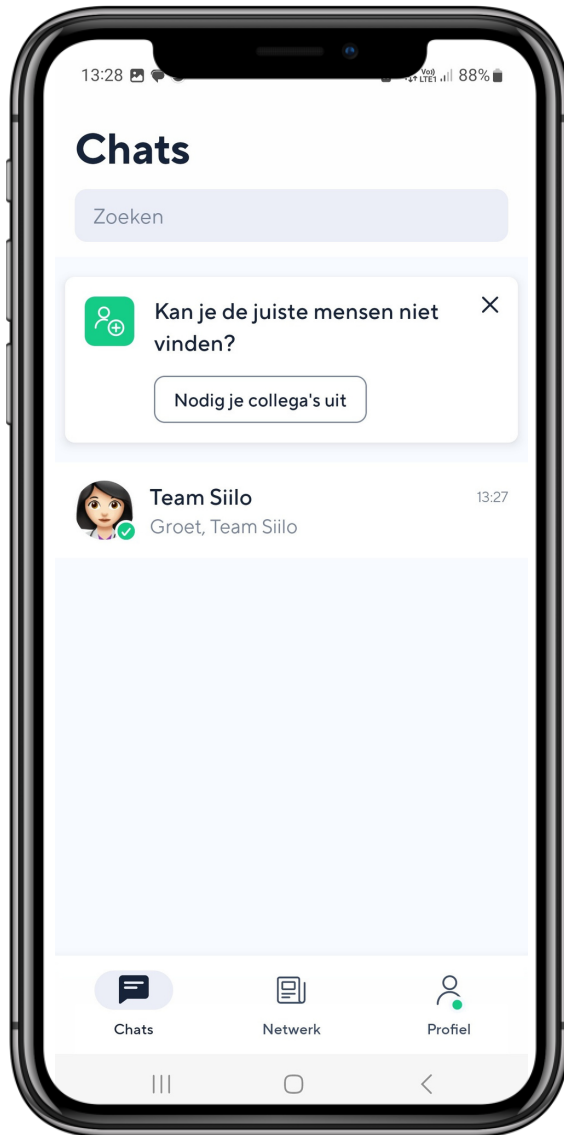 13:28 88%
Chats
Zoeken
Kan je de juiste mensen niet
vinden?
Nodig je collega's uit
Team Siilo 13:27
Groet, Team Siilo
Chats Netwerk Profiel